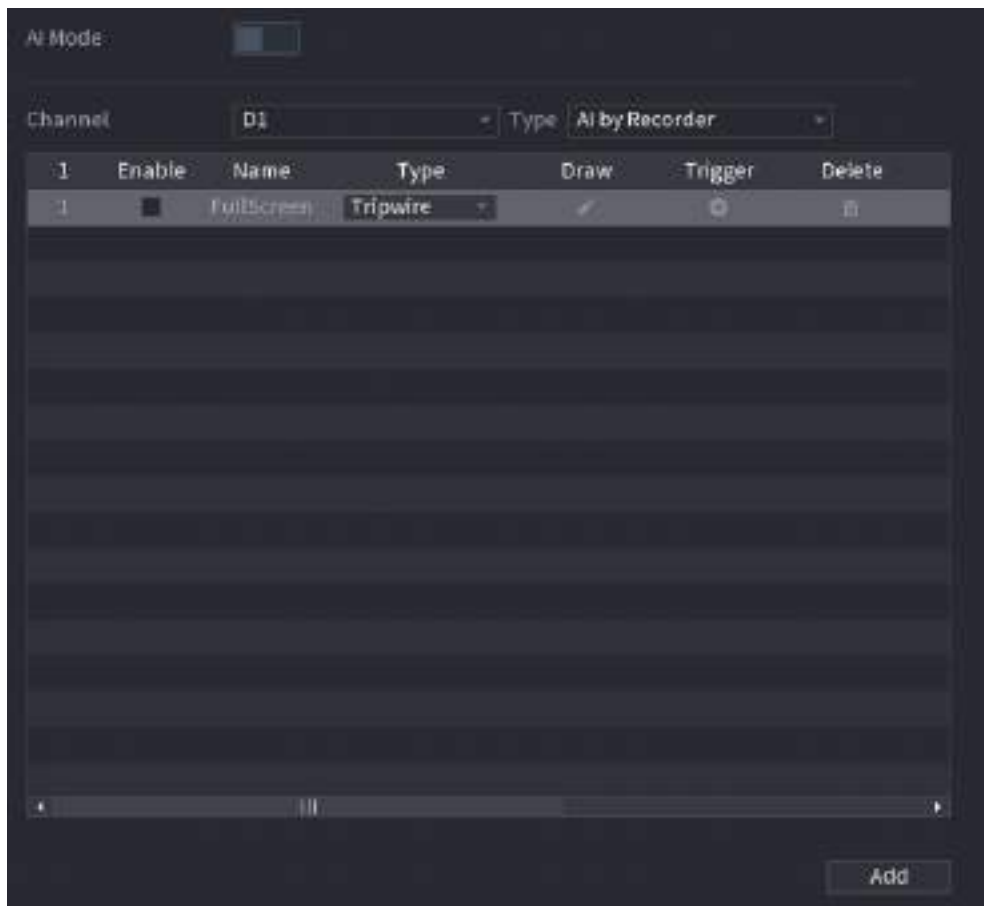 AI Mode
Channel D1 Type AI by Recorder
1 Enable Name Type Draw Trigger Delete
1 FullScreen Tripwire
Add